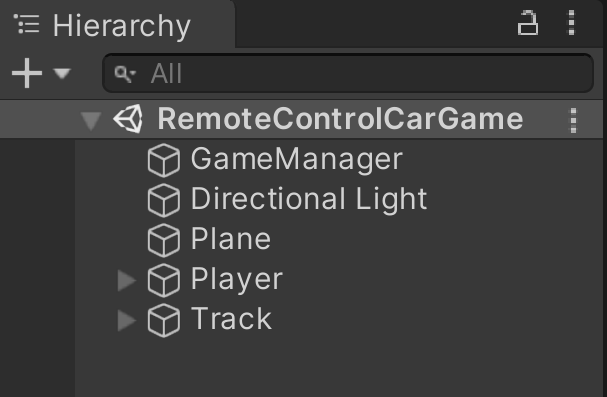 Hierarchy
All
RemoteControlCarGame
GameManager
Directional Light
Plane
Player
Track